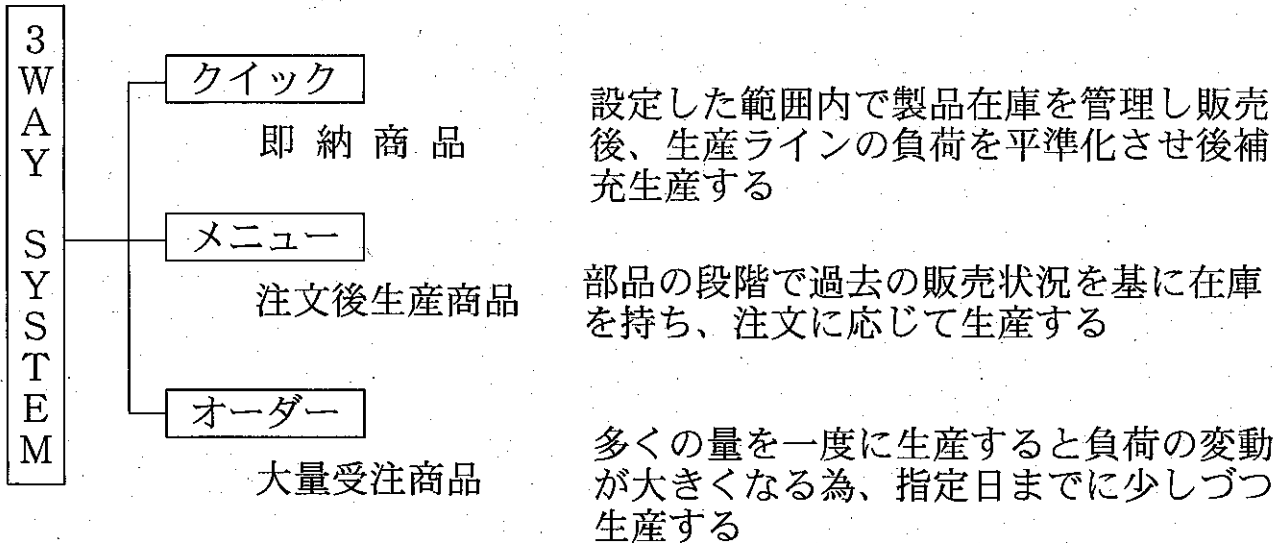 3WAY SYSTEM
クイック
即納商品
設定した範囲内で製品在庫を管理し販売
後、生産ラインの負荷を平準化させ後補
充生産する
メニュー
注文後生産商品
部品の段階で過去の販売状況を基に在庫
を持ち、注文に応じて生産する
オーダー
大量受注商品
多くの量を一度に生産すると負荷の変動
が大きくなる為、指定日までに少しづつ
生産する